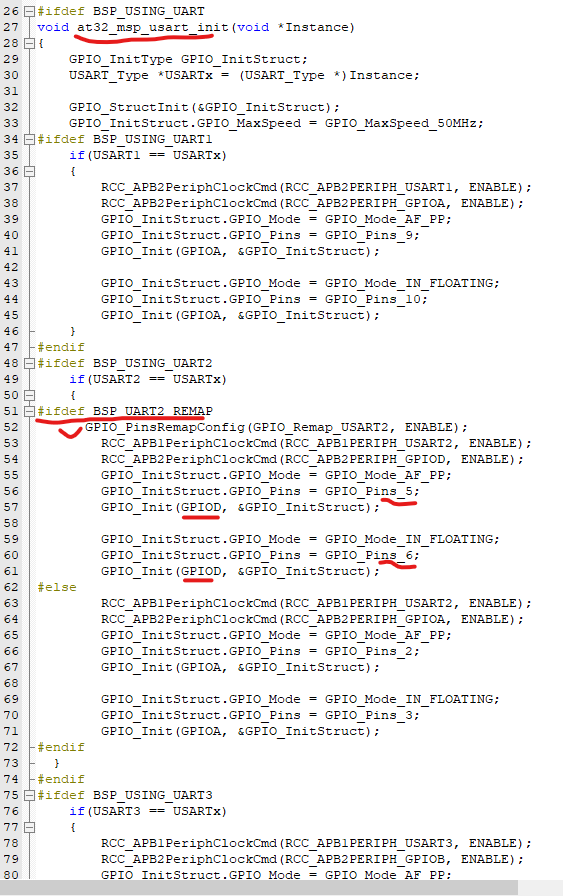 26 #ifdef BSP_USING_UART
27 void at32_msp_usart_init(void *Instance)
28 {
29     GPIO_InitType GPIO_InitStruct;
30     USART_Type *USARTx = (USART_Type *)Instance;
31
32     GPIO_StructInit(&GPIO_InitStruct);
33     GPIO_InitStruct.GPIO_MaxSpeed = GPIO_MaxSpeed_50MHz;
34 #ifdef BSP_USING_UART1
35     if(USART1 == USARTx)
36     {
37         RCC_APB2PeriphClockCmd(RCC_APB2PERIPH_USART1, ENABLE);
38         RCC_APB2PeriphClockCmd(RCC_APB2PERIPH_GPIOA, ENABLE);
39         GPIO_InitStruct.GPIO_Mode = GPIO_Mode_AF_PP;
40         GPIO_InitStruct.GPIO_Pins = GPIO_Pins_9;
41         GPIO_Init(GPIOA, &GPIO_InitStruct);
42
43         GPIO_InitStruct.GPIO_Mode = GPIO_Mode_IN_FLOATING;
44         GPIO_InitStruct.GPIO_Pins = GPIO_Pins_10;
45         GPIO_Init(GPIOA, &GPIO_InitStruct);
46     }
47 #endif
48 #ifdef BSP_USING_UART2
49     if(USART2 == USARTx)
50     {
51 #ifdef BSP_UART2_REMAP
52       GPIO_PinsRemapConfig(GPIO_Remap_USART2, ENABLE);
53         RCC_APB1PeriphClockCmd(RCC_APB1PERIPH_USART2, ENABLE);
54         RCC_APB2PeriphClockCmd(RCC_APB2PERIPH_GPIOD, ENABLE);
55         GPIO_InitStruct.GPIO_Mode = GPIO_Mode_AF_PP;
56         GPIO_InitStruct.GPIO_Pins = GPIO_Pins_5;
57         GPIO_Init(GPIOD, &GPIO_InitStruct);
58
59         GPIO_InitStruct.GPIO_Mode = GPIO_Mode_IN_FLOATING;
60         GPIO_InitStruct.GPIO_Pins = GPIO_Pins_6;
61         GPIO_Init(GPIOD, &GPIO_InitStruct);
62 #else
63         RCC_APB1PeriphClockCmd(RCC_APB1PERIPH_USART2, ENABLE);
64         RCC_APB2PeriphClockCmd(RCC_APB2PERIPH_GPIOA, ENABLE);
65         GPIO_InitStruct.GPIO_Mode = GPIO_Mode_AF_PP;
66         GPIO_InitStruct.GPIO_Pins = GPIO_Pins_2;
67         GPIO_Init(GPIOA, &GPIO_InitStruct);
68
69         GPIO_InitStruct.GPIO_Mode = GPIO_Mode_IN_FLOATING;
70         GPIO_InitStruct.GPIO_Pins = GPIO_Pins_3;
71         GPIO_Init(GPIOA, &GPIO_InitStruct);
72 #endif
73   }
74 #endif
75 #ifdef BSP_USING_UART3
76     if(USART3 == USARTx)
77     {
78         RCC_APB1PeriphClockCmd(RCC_APB1PERIPH_USART3, ENABLE);
79         RCC_APB2PeriphClockCmd(RCC_APB2PERIPH_GPIOB, ENABLE);
80         GPIO_InitStruct.GPIO_Mode = GPIO_Mode_AF_PP;